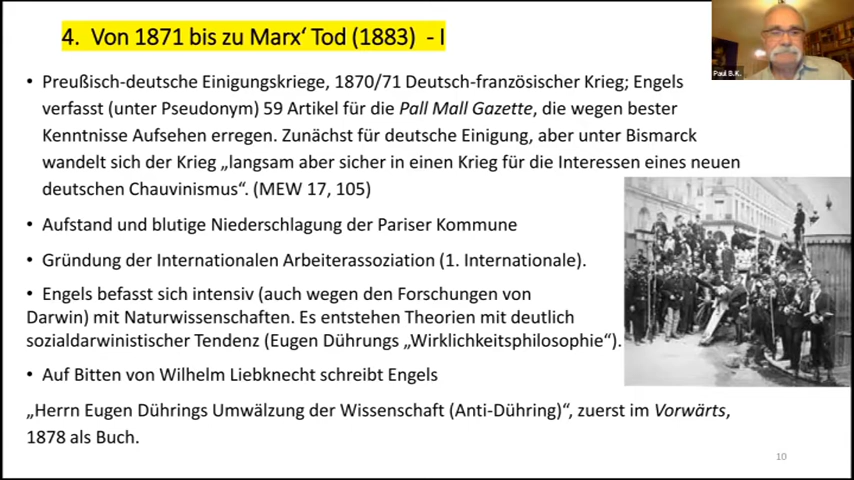 4. Von 1871 bis zu Marx‘ Tod (1883) - I
Paul B.K.
• Preußisch-deutsche Einigungskriege, 1870/71 Deutsch-französischer Krieg; Engels
verfasst (unter Pseudonym) 59 Artikel für die Pall Mall Gazette, die wegen bester
Kenntnisse Aufsehen erregen. Zunächst für deutsche Einigung, aber unter Bismarck
wandelt sich der Krieg „langsam aber sicher in einen Krieg für die Interessen eines neuen
deutschen Chauvinismus“. (MEW 17, 105)
• Aufstand und blutige Niederschlagung der Pariser Kommune
• Gründung der Internationalen Arbeiterassoziation (1. Internationale).
• Engels befasst sich intensiv (auch wegen den Forschungen von
Darwin) mit Naturwissenschaften. Es entstehen Theorien mit deutlich
sozialdarwinistischer Tendenz (Eugen Dührungs „Wirklichkeitsphilosophie“).
• Auf Bitten von Wilhelm Liebknecht schreibt Engels
„Herrn Eugen Dührings Umwälzung der Wissenschaft (Anti-Dühring)“, zuerst im Vorwärts,
1878 als Buch.
10